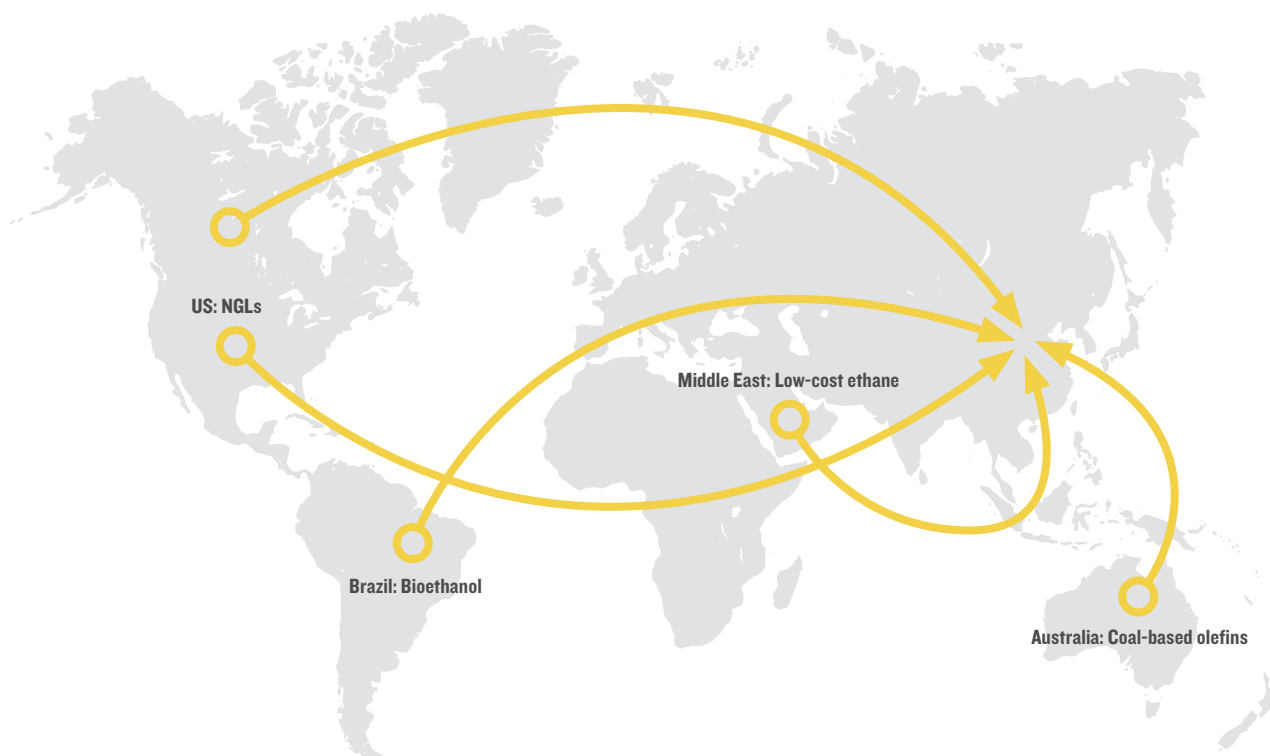 US: NGLs
Middle East: Low-cost ethane
Brazil: Bioethanol
Australia: Coal-based olefins